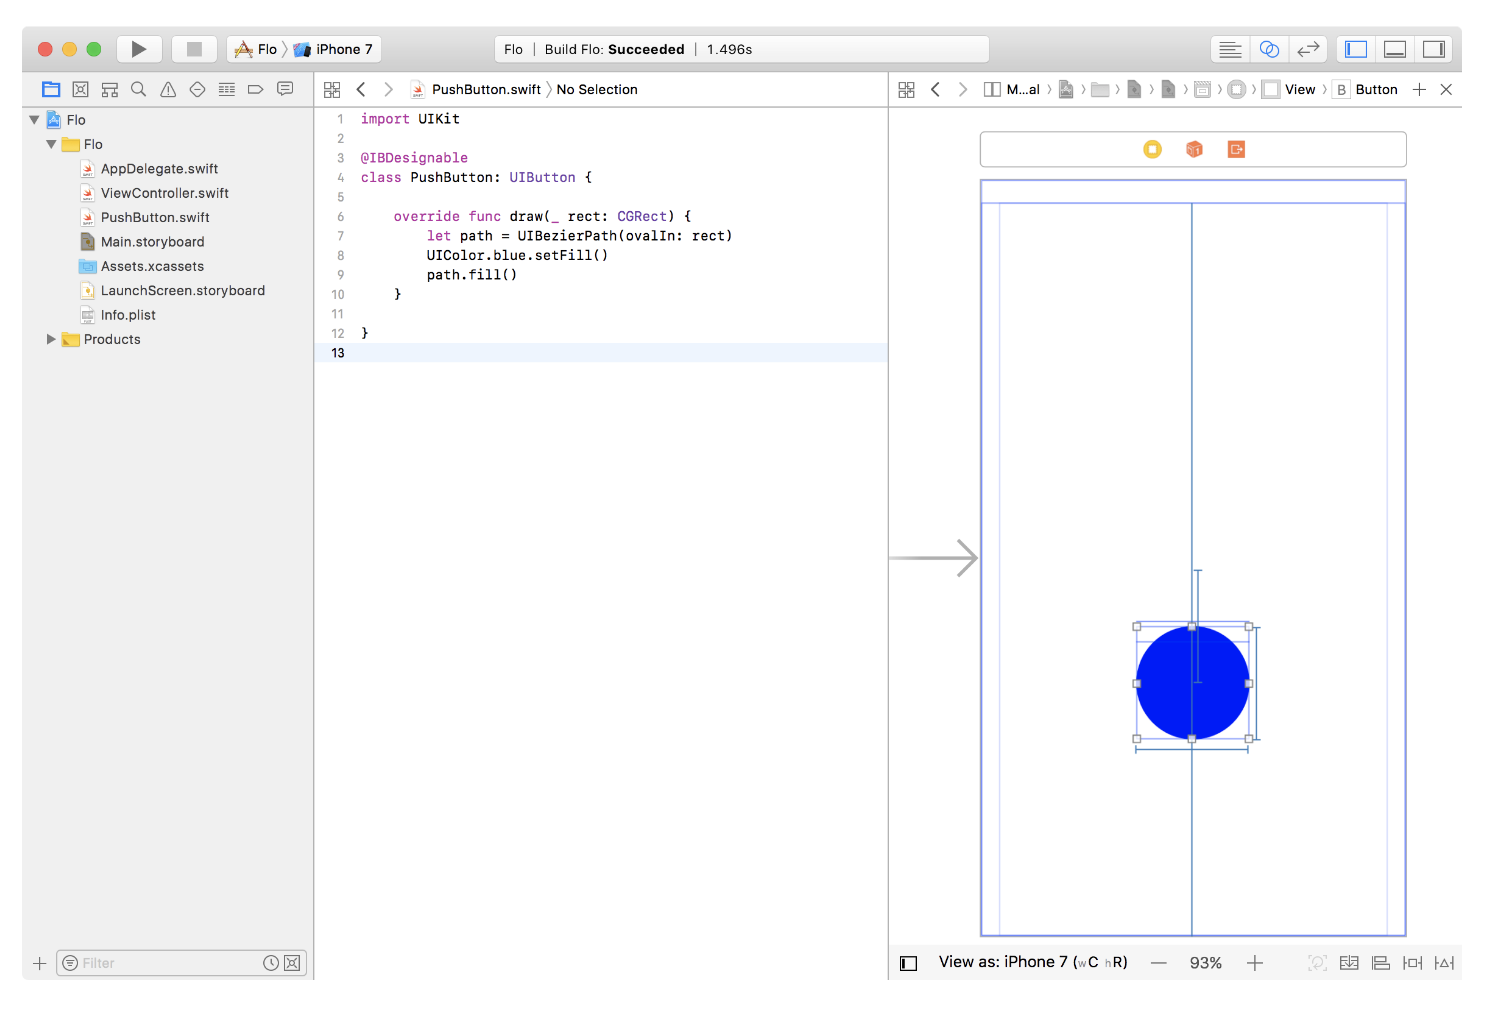 Flo 〉 iPhone 7
Flo | Build Flo: Succeeded | 1.496s
PushButton.swift 〉 No Selection
M...al 〉 〉 〉 〉 〉 〉 View 〉 B Button
Flo
Flo
AppDelegate.swift
ViewController.swift
PushButton.swift
Main.storyboard
Assets.xcassets
LaunchScreen.storyboard
Info.plist
Products
Filter
1 import UIKit
2
3 @IBDesignable
4 class PushButton: UIButton {
5
6 override func draw(_ rect: CGRect) {
7 let path = UIBezierPath(ovalIn: rect)
8 UIColor.blue.setFill()
9 path.fill()
10 }
11
12 }
13
View as: iPhone 7 (wC hR) — 93% +